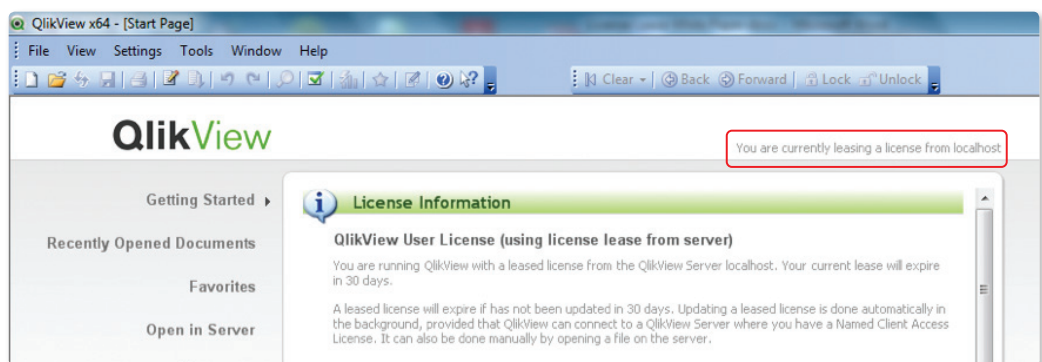 QlikView x64 - [Start Page]
File View Settings Tools Window Help
Clear Back Forward Lock Unlock
QlikView
You are currently leasing a license from localhost
Getting Started
Recently Opened Documents
Favorites
Open in Server
License Information
QlikView User License (using license lease from server)
You are running QlikView with a leased license from the QlikView Server localhost. Your current lease will expire
in 30 days.
A leased license will expire if has not been updated in 30 days. Updating a leased license is done automatically in
the background, provided that QlikView can connect to a QlikView Server where you have a Named Client Access
License. It can also be done manually by opening a file on the server.